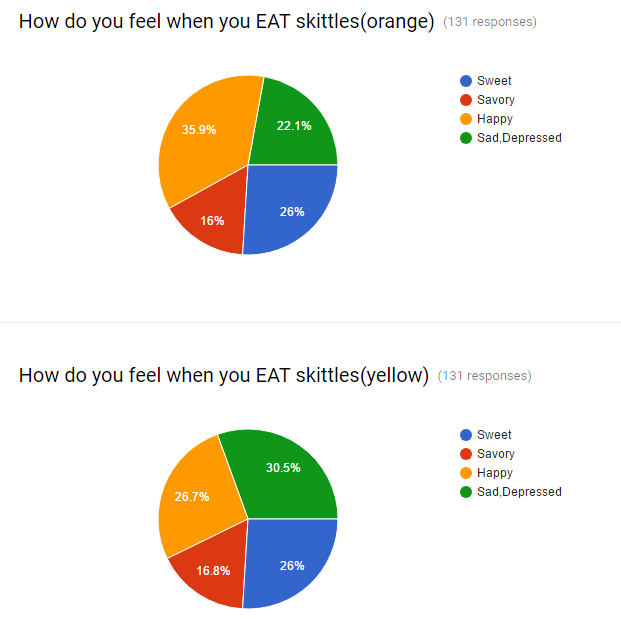 How do you feel when you EAT skittles(orange) (131 responses)
Sweet
Savory
Happy
Sad,Depressed
35.9%
22.1%
16%
26%
How do you feel when you EAT skittles(yellow) (131 responses)
Sweet
Savory
Happy
Sad,Depressed
30.5%
26.7%
16.8%
26%